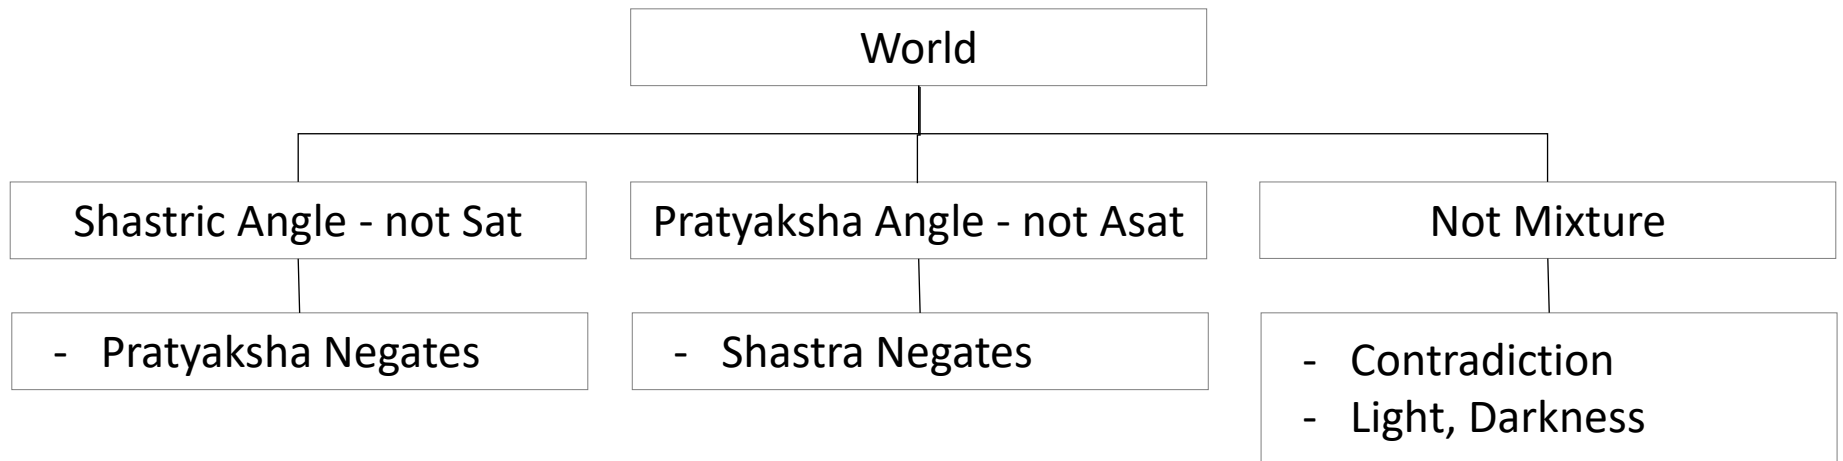 World
Shastric Angle - not Sat
Pratyaksha Angle - not Asat
Not Mixture
- Pratyaksha Negates
- Shastra Negates
- Contradiction
- Light, Darkness